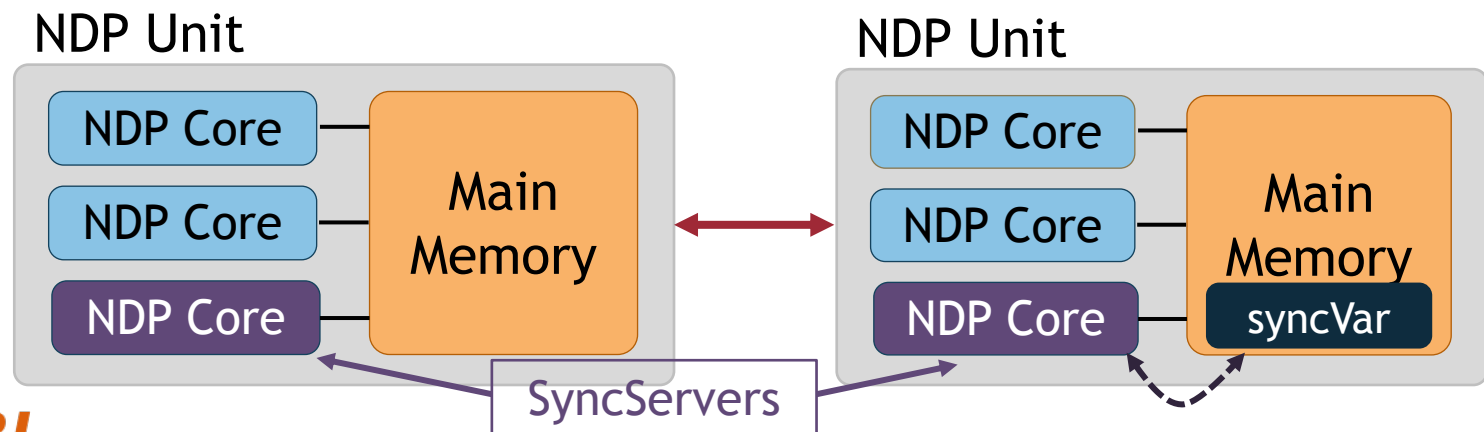 NDP Unit
NDP Core
NDP Core
NDP Core
Main
Memory
NDP Unit
NDP Core
NDP Core
NDP Core
Main
Memory
syncVar
SyncServers